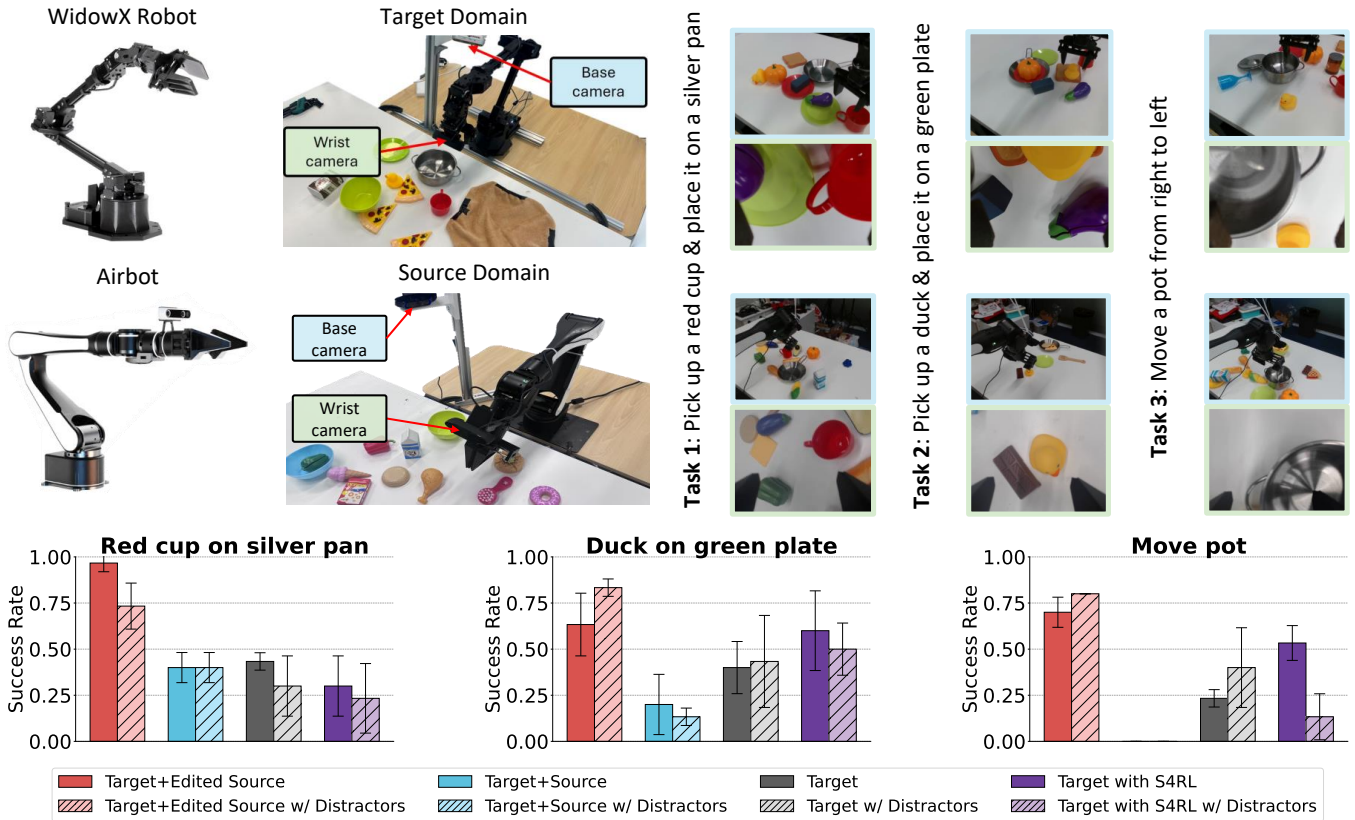 WidowX Robot
Target Domain
Base
camera
Wrist
camera
Airbot
Source Domain
Base
camera
Wrist
camera
Task 1: Pick up a red cup & place it on a silver pan
Task 2: Pick up a duck & place it on a green plate
Task 3: Move a pot from right to left
Red cup on silver pan
Success Rate
1.00
0.75
0.50
0.25
0.00
Duck on green plate
Success Rate
1.00
0.75
0.50
0.25
0.00
Move pot
Success Rate
1.00
0.75
0.50
0.25
0.00
Target+Edited Source
Target+Source
Target
Target with S4RL
Target+Edited Source w/ Distractors
Target+Source w/ Distractors
Target w/ Distractors
Target with S4RL w/ Distractors